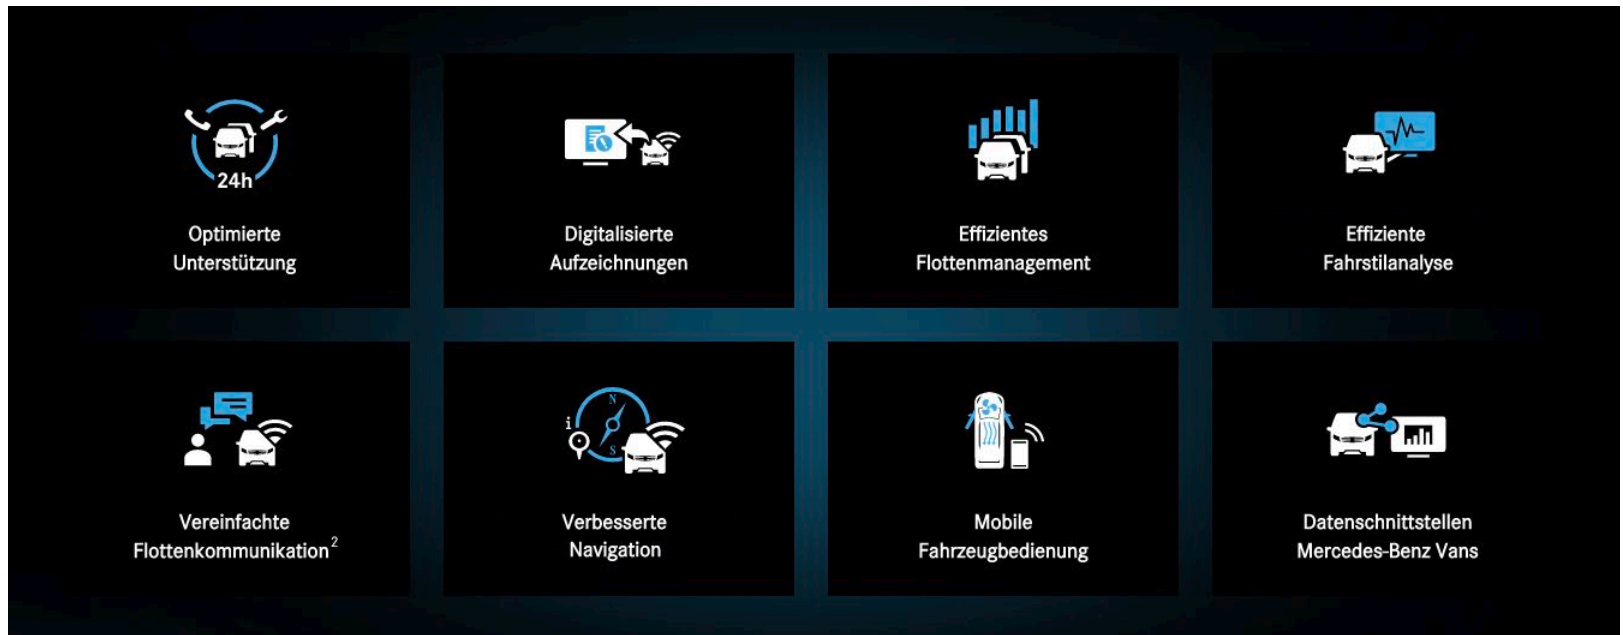 24h
Optimierte
Unterstützung
Digitalisierte
Aufzeichnungen
Effizientes
Flottenmanagement
Effiziente
Fahrstilanalyse
Vereinfachte
Flottenkommunikation²
i
N
S
Verbesserte
Navigation
Mobile
Fahrzeugbedienung
Datenschnittstellen
Mercedes-Benz Vans